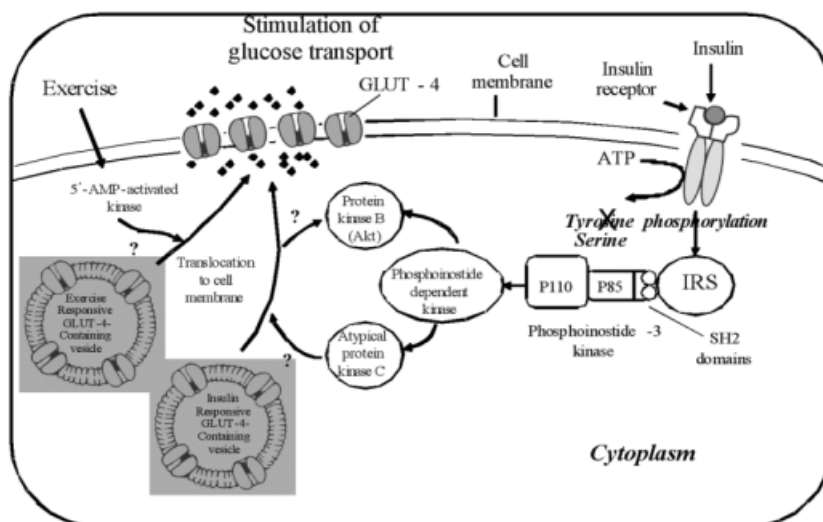 Stimulation of
glucose transport
Exercise
GLUT - 4
Cell
membrane
Insulin
receptor
Insulin
ATP
5´-AMP-activated
kinase
?
Translocation
to cell
membrane
?
Protein
kinase B
(Akt)
X
Tyrosine phosphorylation
Serine
Phosphoinostide
dependent
kinase
P110
P85
IRS
Phosphoinostide -3
kinase
SH2
domains
Atypical
protein
kinase C
?
Exercise
Responsive
GLUT-4-
Containing
vesicle
Insulin
Responsive
GLUT-4-
Containing
vesicle
Cytoplasm